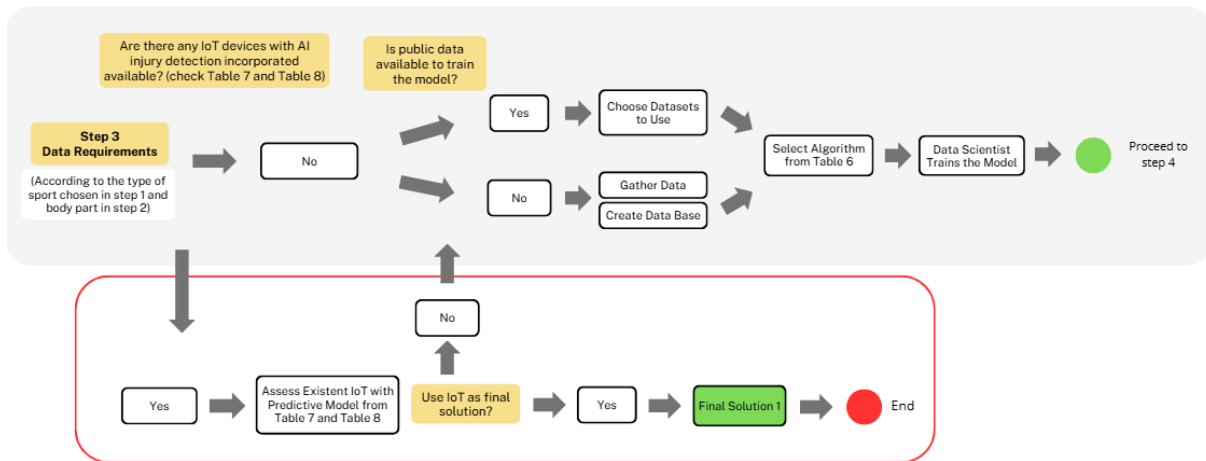 Are there any IoT devices with AI
injury detection incorporated
available? (check Table 7 and Table 8)
Is public data
available to train
the model?
Step 3
Data Requirements
(According to the type of
sport chosen in step 1 and
body part in step 2)
No
Yes
Choose Datasets
to Use
No
Gather Data
Create Data Base
Select Algorithm
from Table 6
Data Scientist
Trains the Model
Proceed to
step 4
No
Yes
Assess Existent IoT with
Predictive Model from
Table 7 and Table 8
Use IoT as final
solution?
Yes
Final Solution 1
End